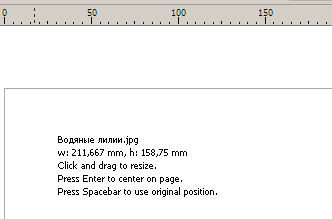 0 50 100 150
Водяные лилии.jpg
w: 211,667 mm, h: 158,75 mm
Click and drag to resize.
Press Enter to center on page.
Press Spacebar to use original position.